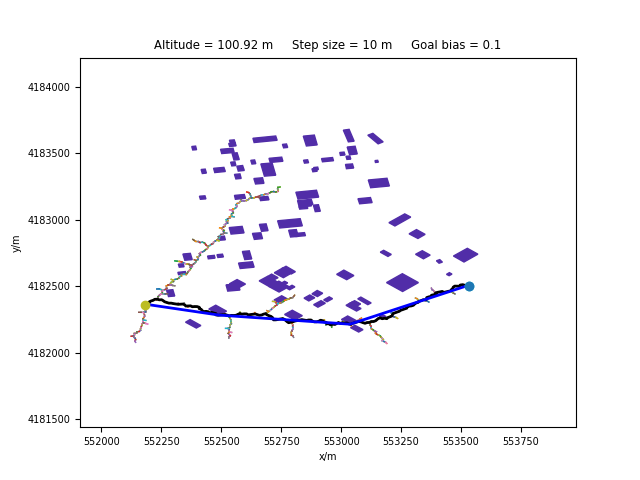 Altitude = 100.92 m     Step size = 10 m     Goal bias = 0.1
4184000
4183500
4183000
4182500
4182000
4181500
y/m
552000 552250 552500 552750 553000 553250 553500 553750
x/m